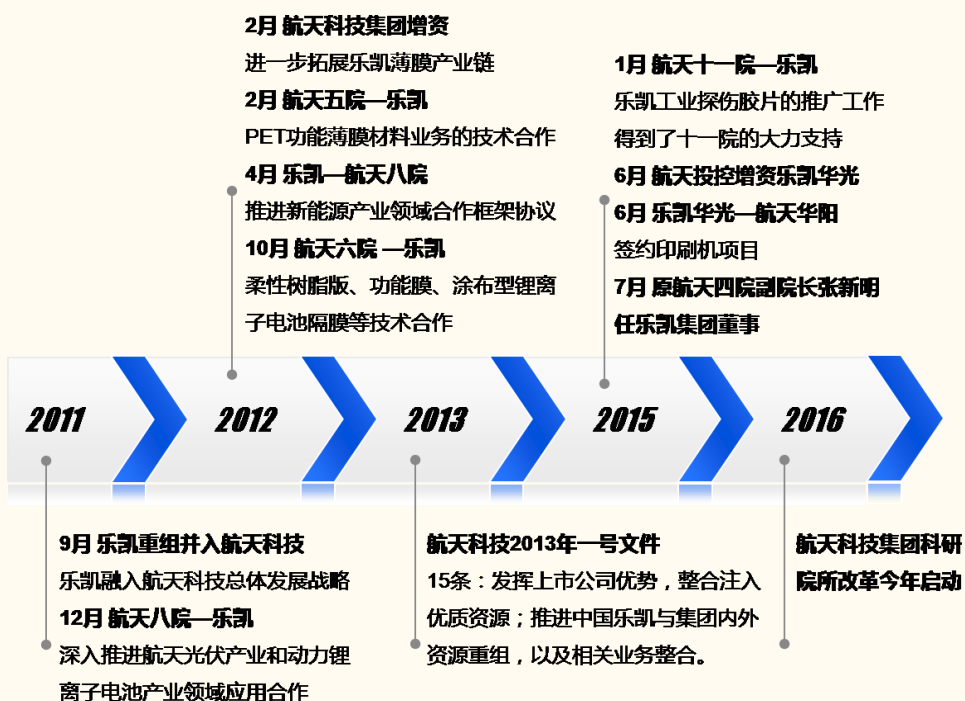 2月 航天科技集团增资
进一步拓展乐凯薄膜产业链
2月 航天五院—乐凯
PET功能薄膜材料业务的技术合作
4月 乐凯—航天八院
推进新能源产业领域合作框架协议
10月 航天六院 —乐凯
柔性树脂版、功能膜、涂布型锂离
子电池隔膜等技术合作
1月 航天十一院—乐凯
乐凯工业探伤胶片的推广工作
得到了十一院的大力支持
6月 航天投控增资乐凯华光
6月 乐凯华光—航天华阳
签约印刷机项目
7月 原航天四院副院长张新明
任乐凯集团董事
2011
2012
2013
2015
2016
9月 乐凯重组并入航天科技
乐凯融入航天科技总体发展战略
12月 航天八院—乐凯
深入推进航天光伏产业和动力锂
离子电池产业领域应用合作
航天科技2013年一号文件
15条：发挥上市公司优势，整合注入
优质资源；推进中国乐凯与集团内外
资源重组，以及相关业务整合。
航天科技集团科研
院所改革今年启动